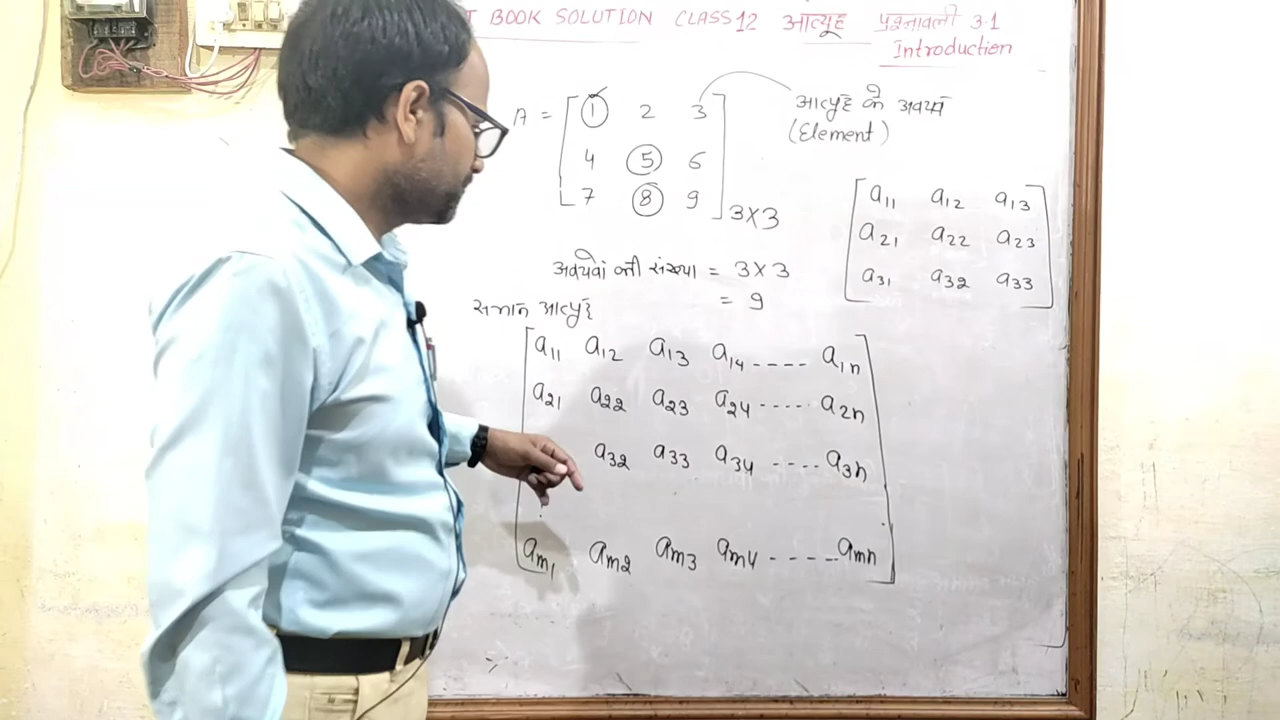 T BOOK SOLUTION CLASS 12 आव्यूह प्रश्नावली 3.1
Introduction
A = [ 1 2 3
4 5 6
7 8 9 ] 3×3
आव्यूह के अवयव
(Element)
[ a11 a12 a13
a21 a22 a23
a31 a32 a33 ]
अवयवों की संख्या = 3×3
= 9
आव्यूह
[ a11 a12 a13 a14 ---- a1n
a21 a22 a23 a24 ---- a2n
a32 a33 a34 ---- a3n
am1 am2 am3 am4 ----- amn ]